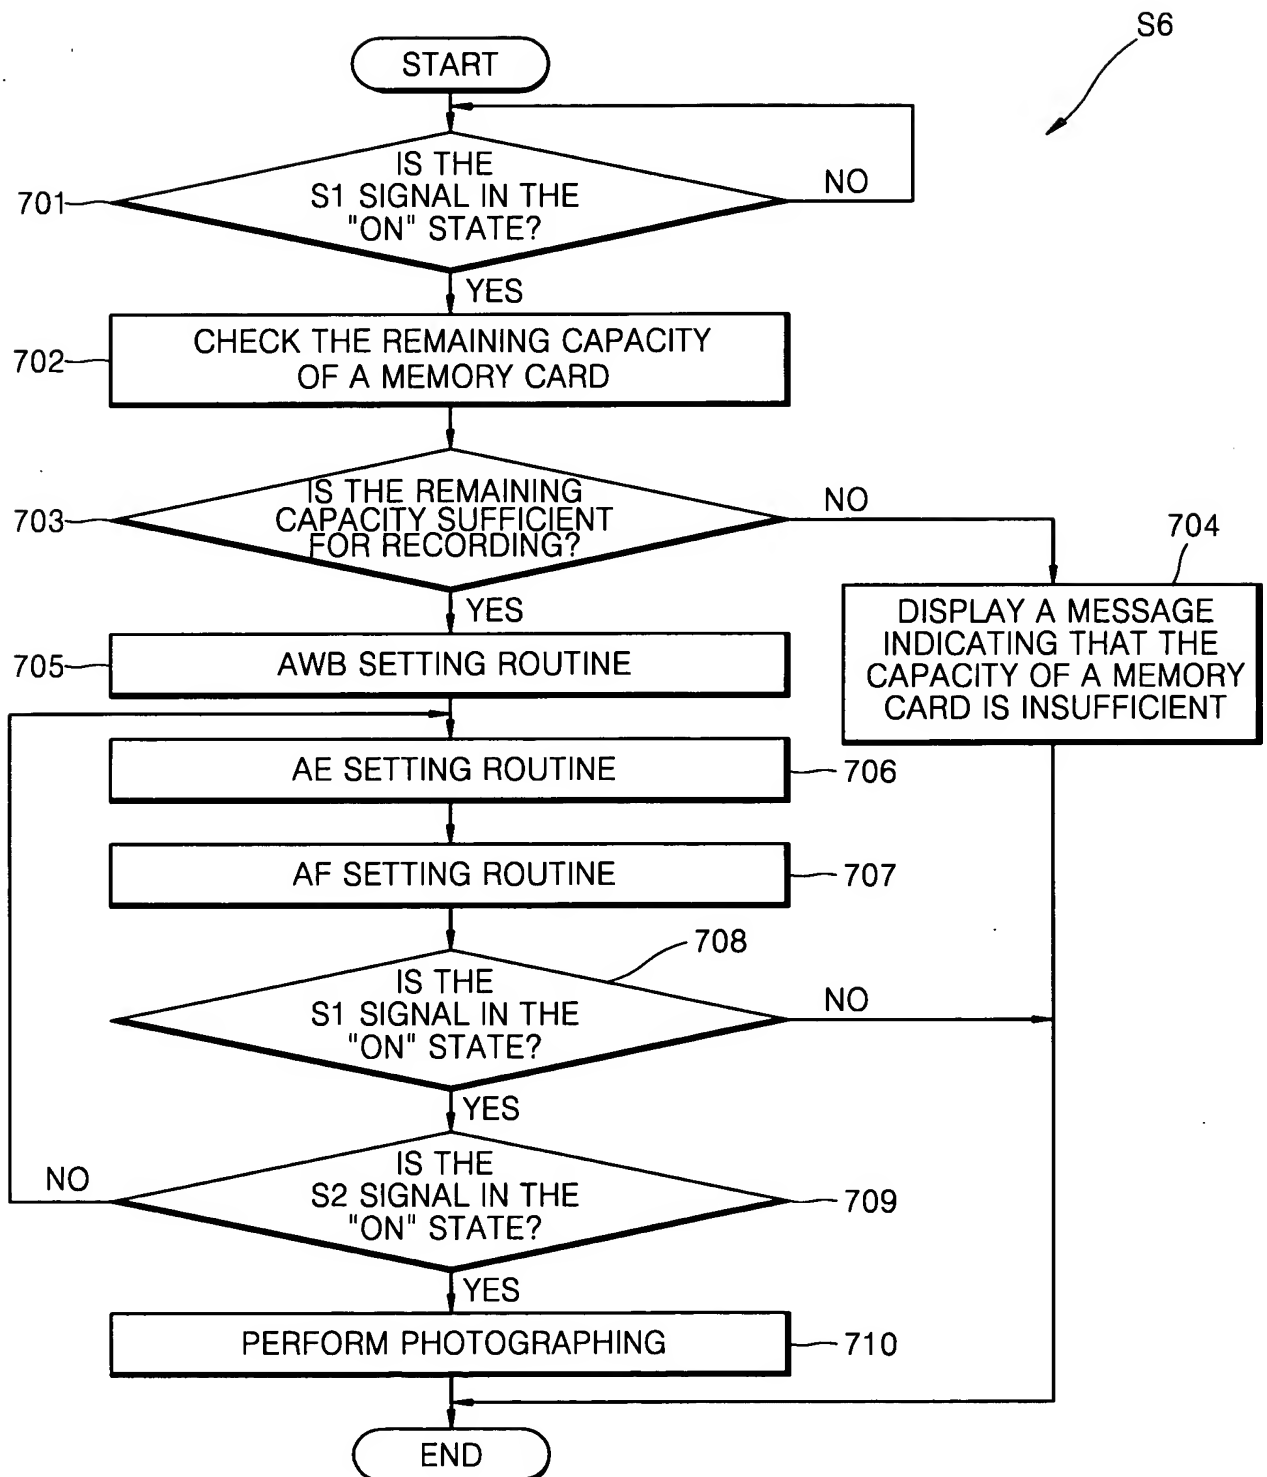 S6
START
IS THE
S1 SIGNAL IN THE
"ON" STATE?
NO
701
YES
CHECK THE REMAINING CAPACITY
OF A MEMORY CARD
702
IS THE REMAINING
CAPACITY SUFFICIENT
FOR RECORDING?
NO
703
704
YES
DISPLAY A MESSAGE
INDICATING THAT THE
CAPACITY OF A MEMORY
CARD IS INSUFFICIENT
705
AWB SETTING ROUTINE
AE SETTING ROUTINE
706
AF SETTING ROUTINE
707
708
IS THE
S1 SIGNAL IN THE
"ON" STATE?
NO
YES
IS THE
S2 SIGNAL IN THE
"ON" STATE?
NO
709
YES
PERFORM PHOTOGRAPHING
710
END